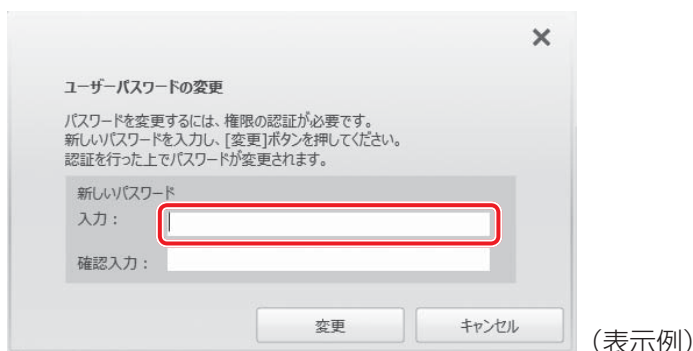 ユーザーパスワードの変更
パスワードを変更するには、権限の認証が必要です。
新しいパスワードを入力し、[変更]ボタンを押してください。
認証を行った上でパスワードが変更されます。
新しいパスワード
入力：
確認入力：
変更 キャンセル
（表示例）